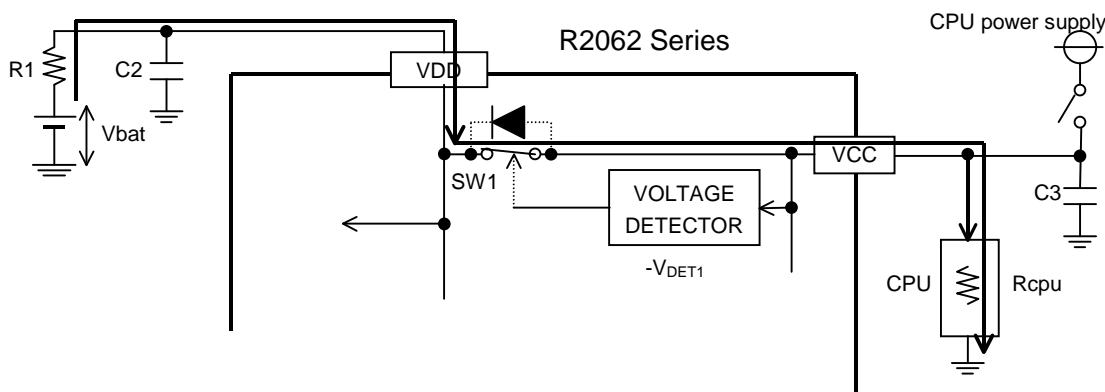 CPU power supply
R2062 Series
R1
C2
VDD
Vbat
SW1
VCC
VOLTAGE
DETECTOR
C3
-VDET1
CPU
Rcpu